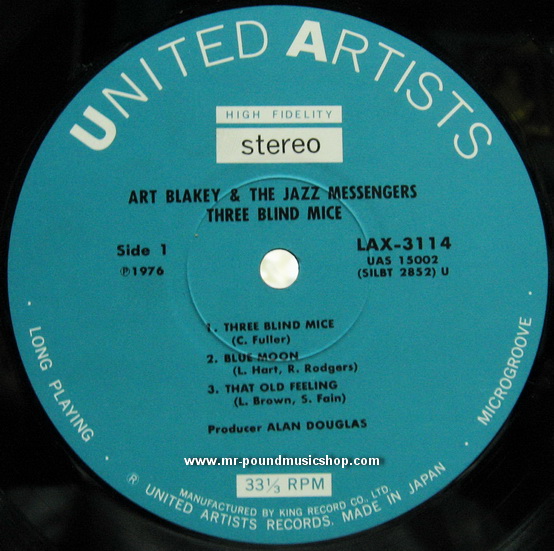 UNITED ARTISTS
HIGH FIDELITY
stereo
ART BLAKEY & THE JAZZ MESSENGERS
THREE BLIND MICE
Side 1
℗1976
LAX-3114
UAS 15002
(SILBT 2852) U
1. THREE BLIND MICE
(C. Fuller)
2. BLUE MOON
(L. Hart, R. Rodgers)
3. THAT OLD FEELING
(L. Brown, S. Fain)
Producer ALAN DOUGLAS
www.mr-poundmusicshop.com
33⅓ RPM
· LONG PLAYING ·
· MICROGROOVE ·
MANUFACTURED BY KING RECORD CO., LTD.
® UNITED ARTISTS RECORDS. MADE IN JAPAN